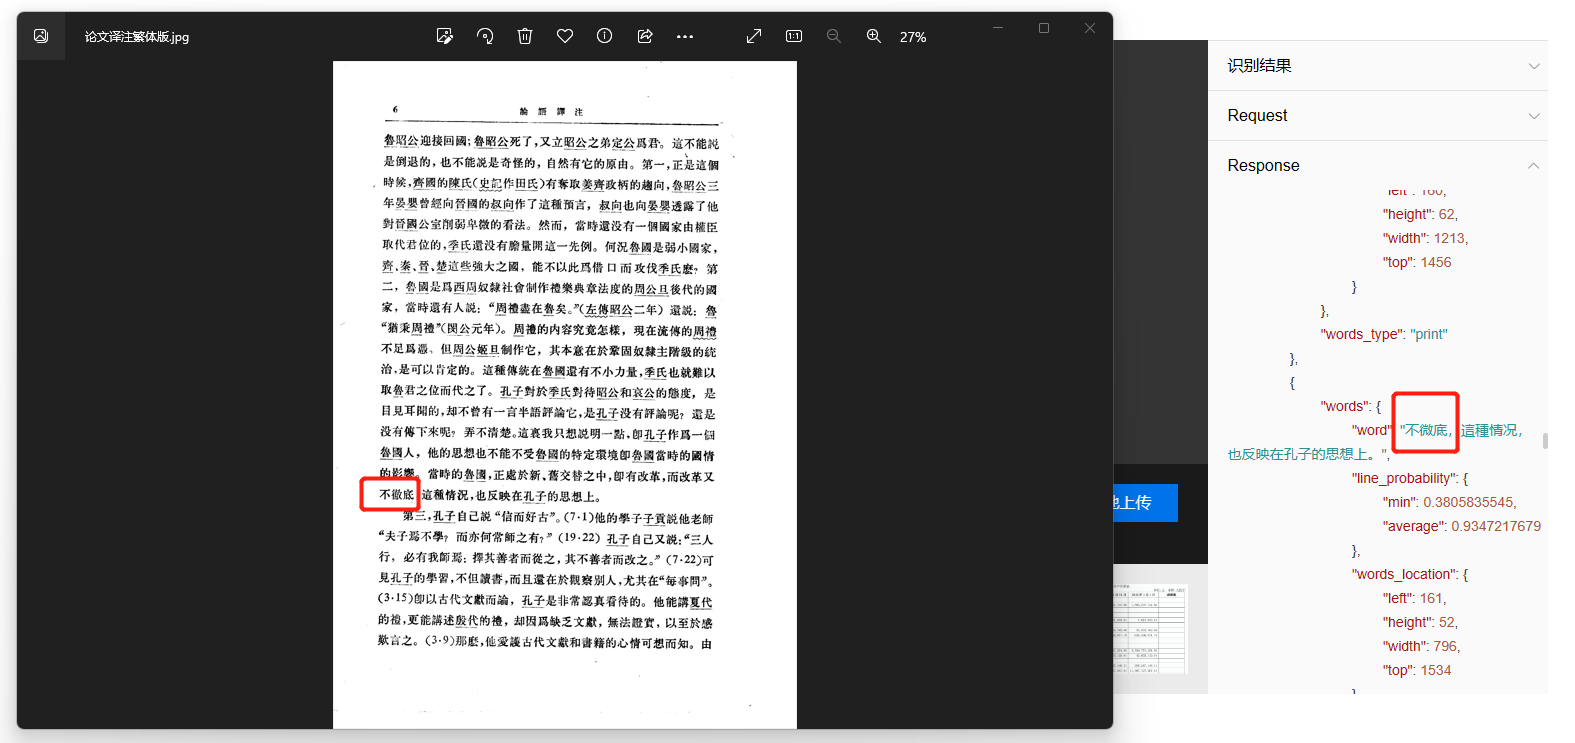 论文译注繁体版.jpg
27%
6
論語譯注
魯昭公迎接回國；魯昭公死了，又立昭公之弟定公爲君。這不能説
是倒退的，也不能説是奇怪的，自然有它的原由。第一，正是這個
時候，齊國的陳氏（史記作田氏）有奪取姜齊政柄的趨向，魯昭公三
年晏嬰曾經向晉國的叔向作了這種預言，叔向也向晏嬰透露了他
對晉國公室削弱卑微的看法。然而，當時還没有一個國家由權臣
取代君位的，季氏還没有膽量開這一先例。何況魯國是弱小國家，
齊、秦、晉、楚這些強大之國，能不以此爲借口而攻伐季氏麽？第
二，魯國是爲西周奴隸社會制作禮樂典章法度的周公旦後代的國
家，當時還有人説：“周禮盡在魯矣。”（左傳昭公二年）還説：魯
“猶秉周禮”（閔公元年）。周禮的内容究竟怎樣，現在流傳的周禮
不足爲憑。但周公姬旦制作它，其本意在於鞏固奴隸主階級的統
治，是可以肯定的。這種傳統在魯國還有不小力量，季氏也就難以
取魯君之位而代之了。孔子對於季氏對待昭公和哀公的態度，是
目見耳聞的，却不曾有一言半語評論它，是孔子没有評論呢？還是
没有傳下來呢？弄不清楚。這裏我只想説明一點，卽孔子作爲一個
魯國人，他的思想也不能不受魯國的特定環境卽魯國當時的國情
的影響。當時的魯國，正處於新、舊交替之中，卽有改革，而改革又
不徹底 這種情況，也反映在孔子的思想上。
第三，孔子自己説“信而好古”。（7·1）他的學子子貢説他老師
“夫子焉不學？而亦何常師之有？”（19·22）孔子自己又説：“三人
行，必有我師焉；擇其善者而從之，其不善者而改之。”（7·22）可
見孔子的學習，不但讀書，而且還在於觀察別人，尤其在“每事問”。
（3·15）卽以古代文獻而論，孔子是非常認真看待的。他能講夏代
的禮，更能講述殷代的禮，却因爲缺乏文獻，無法證實，以至於感
歎言之。（3·9）那麽，他愛護古代文獻和書籍的心情可想而知。由
地上传
识别结果
Request
Response
"left": 160,
"height": 62,
"width": 1213,
"top": 1456
}
},
"words_type": "print"
},
{
"words": {
"word": "不微底，這種情况，
也反映在孔子的思想上。",
"line_probability": {
"min": 0.3805835545,
"average": 0.9347217679
},
"words_location": {
"left": 161,
"height": 52,
"width": 796,
"top": 1534
}